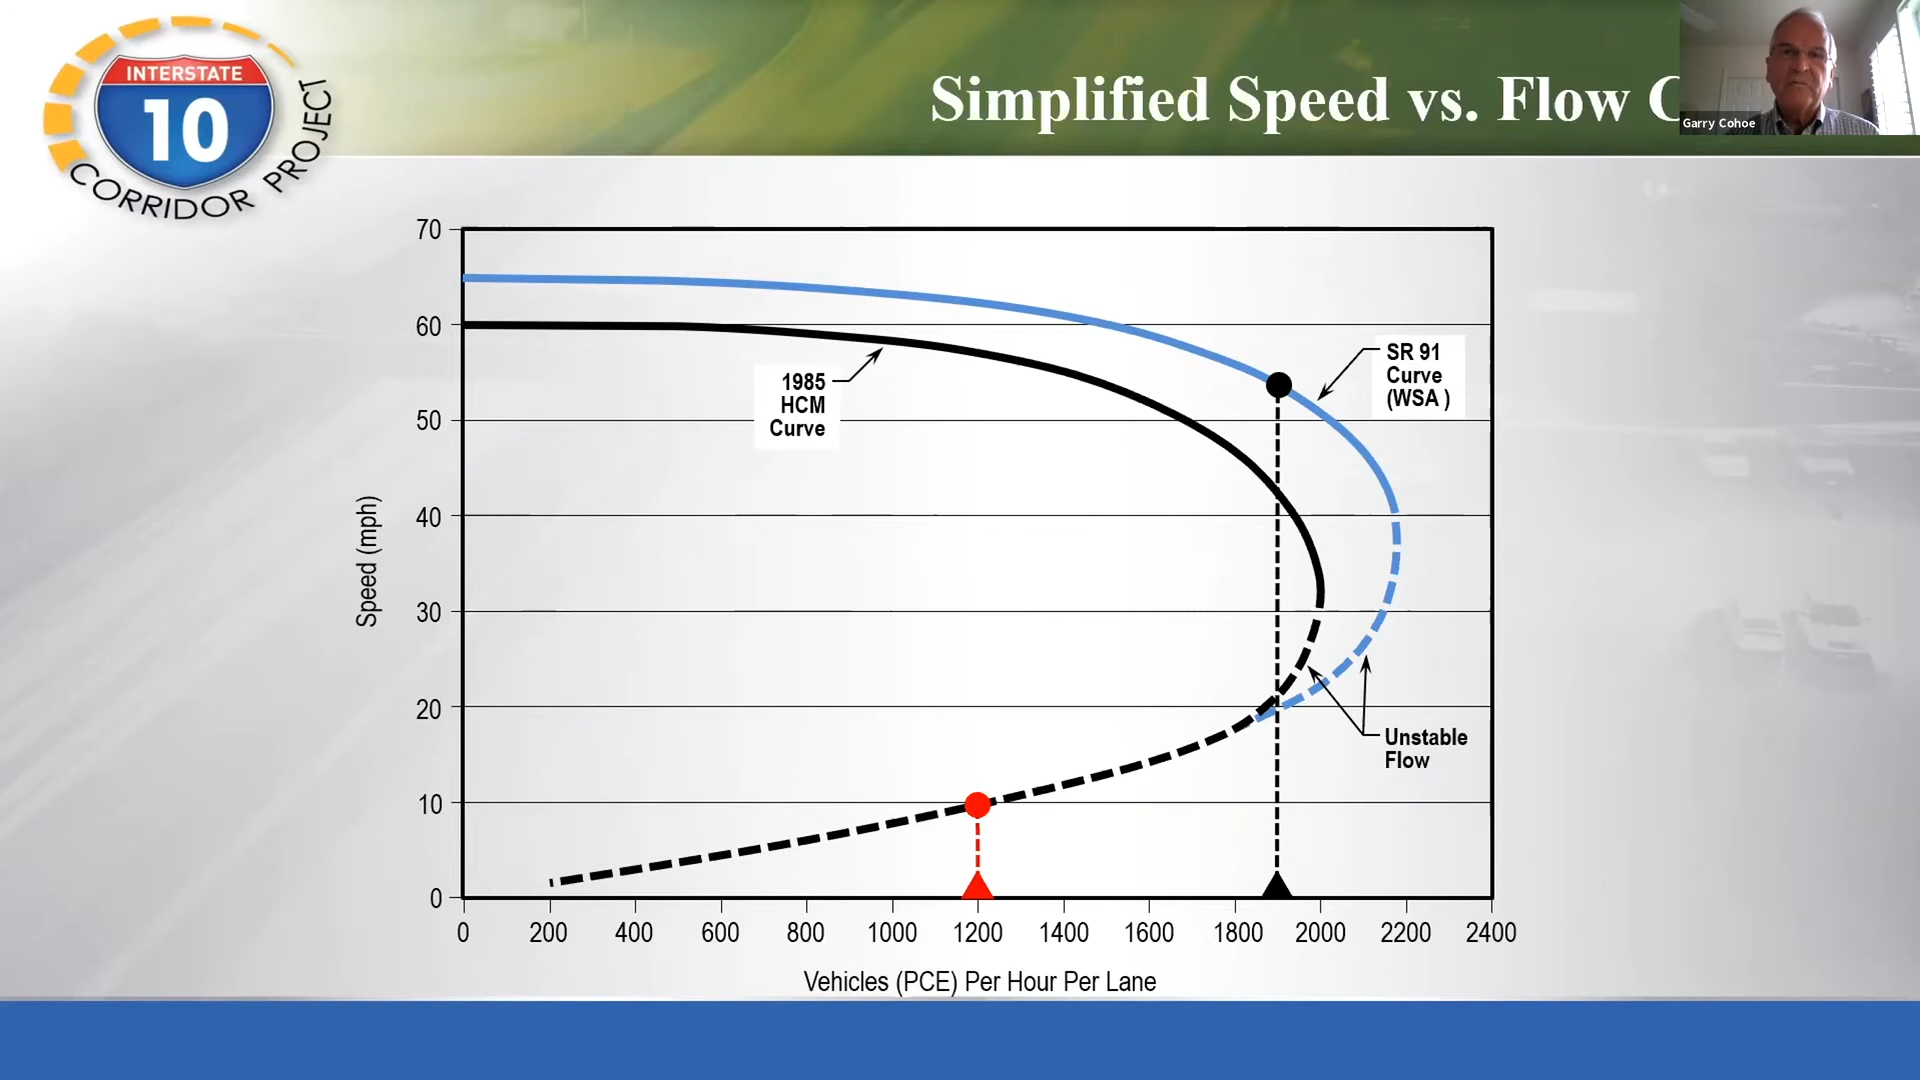 INTERSTATE
10
CORRIDOR PROJECT
Simplified Speed vs. Flow
Garry Cohoe
70
60
50
40
30
20
10
0
Speed (mph)
1985
HCM
Curve
SR 91
Curve
(WSA )
Unstable
Flow
0 200 400 600 800 1000 1200 1400 1600 1800 2000 2200 2400
Vehicles (PCE) Per Hour Per Lane